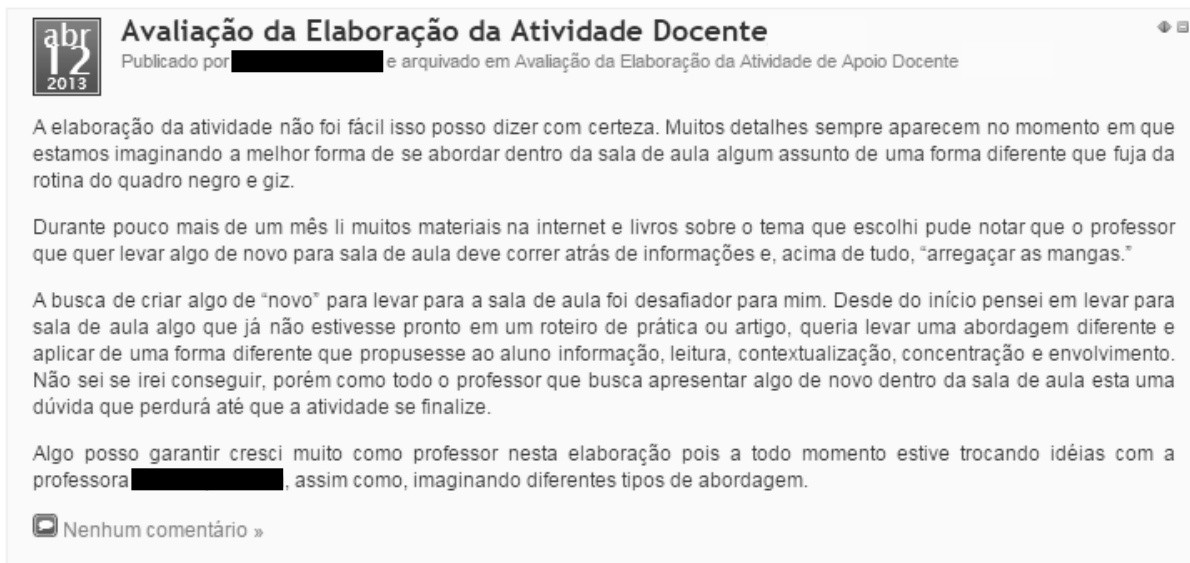 abr
12
2013
Avaliação da Elaboração da Atividade Docente
Publicado por e arquivado em Avaliação da Elaboração da Atividade de Apoio Docente
A elaboração da atividade não foi fácil isso posso dizer com certeza. Muitos detalhes sempre aparecem no momento em que
estamos imaginando a melhor forma de se abordar dentro da sala de aula algum assunto de uma forma diferente que fuja da
rotina do quadro negro e giz.
Durante pouco mais de um mês li muitos materiais na internet e livros sobre o tema que escolhi pude notar que o professor
que quer levar algo de novo para sala de aula deve correr atrás de informações e, acima de tudo, “arregaçar as mangas.”
A busca de criar algo de “novo” para levar para a sala de aula foi desafiador para mim. Desde do início pensei em levar para
sala de aula algo que já não estivesse pronto em um roteiro de prática ou artigo, queria levar uma abordagem diferente e
aplicar de uma forma diferente que propusesse ao aluno informação, leitura, contextualização, concentração e envolvimento.
Não sei se irei conseguir, porém como todo o professor que busca apresentar algo de novo dentro da sala de aula esta uma
dúvida que perdurá até que a atividade se finalize.
Algo posso garantir cresci muito como professor nesta elaboração pois a todo momento estive trocando idéias com a
professora , assim como, imaginando diferentes tipos de abordagem.
Nenhum comentário »